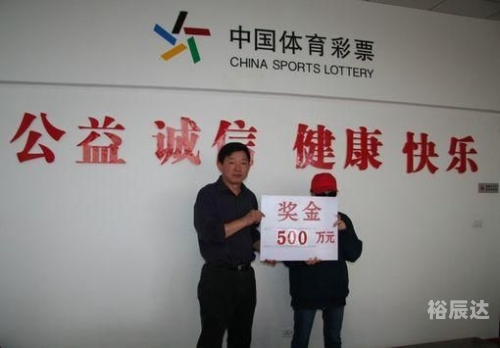 中国体育彩票
CHINA SPORTS LOTTERY
公益 诚信 健康 快乐
奖金
500 万元
裕辰达